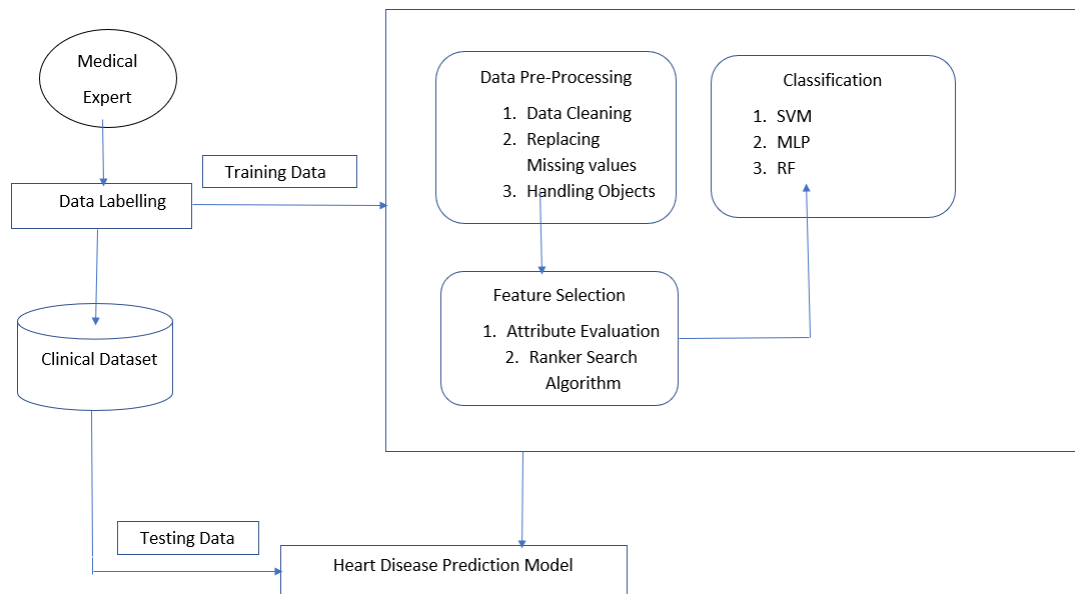 Medical
Expert
Data Labelling
Training Data
Clinical Dataset
Testing Data
Data Pre-Processing
1. Data Cleaning
2. Replacing
Missing values
3. Handling Objects
Feature Selection
1. Attribute Evaluation
2. Ranker Search
Algorithm
Classification
1. SVM
2. MLP
3. RF
Heart Disease Prediction Model